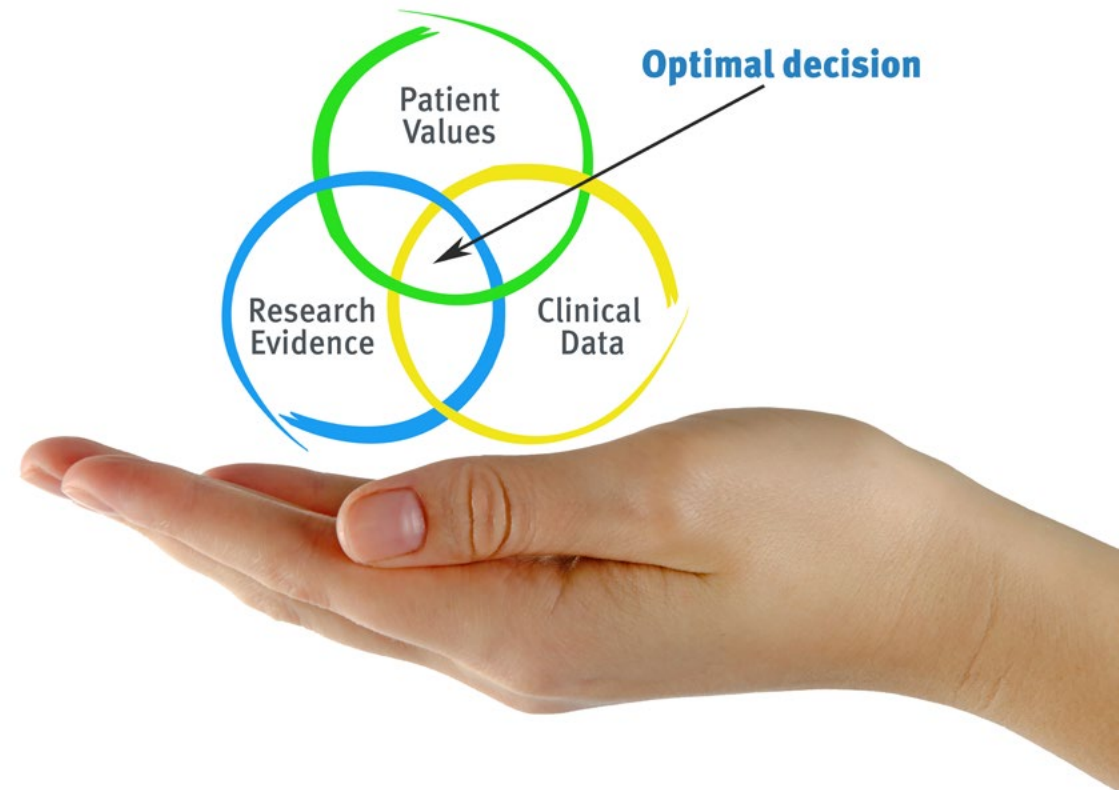 Patient
Values
Optimal decision
Research
Evidence
Clinical
Data